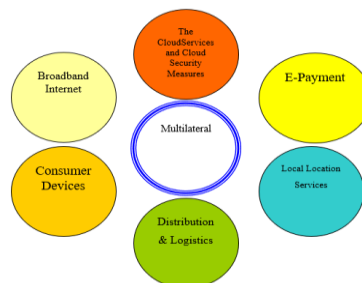 The
CloudServices
and Cloud
Security
Measures
Broadband
Internet
E-Payment
Multilateral
Consumer
Devices
Local Location
Services
Distribution
& Logistics